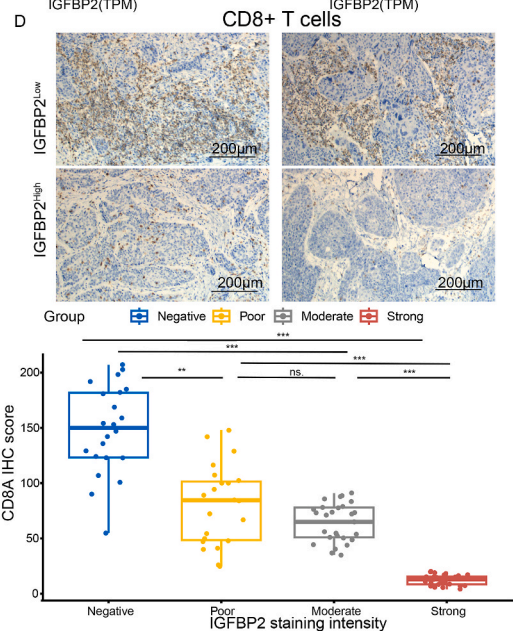 IGFBP2(TPM) IGFBP2(TPM)
D CD8+ T cells
IGFBP2Low
200μm 200μm
IGFBP2High
200μm 200μm
Group Negative Poor Moderate Strong
***
***
***
** ns. ***
CD8A IHC score
200
150
100
50
0
Negative Poor Moderate Strong
IGFBP2 staining intensity